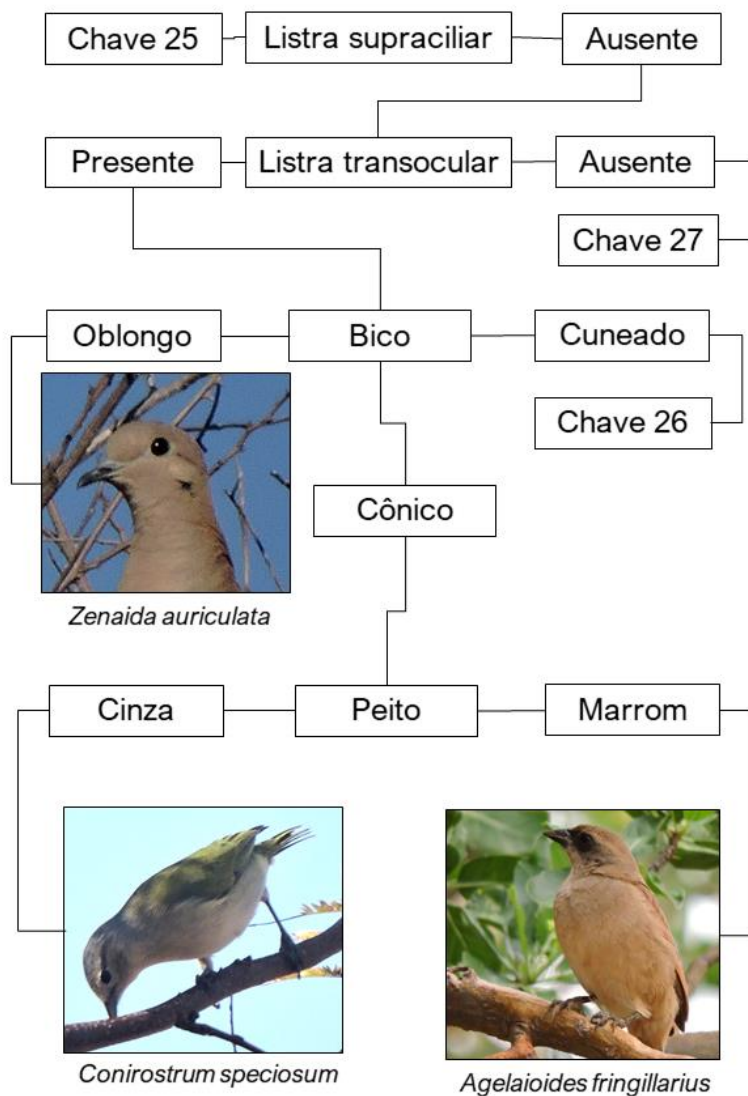 Chave 25
Listra supraciliar
Ausente
Presente
Listra transocular
Ausente
Chave 27
Oblongo
Bico
Cuneado
Chave 26
Cônico
Zenaida auriculata
Cinza
Peito
Marrom
Conirostrum speciosum
Agelaioides fringillarius